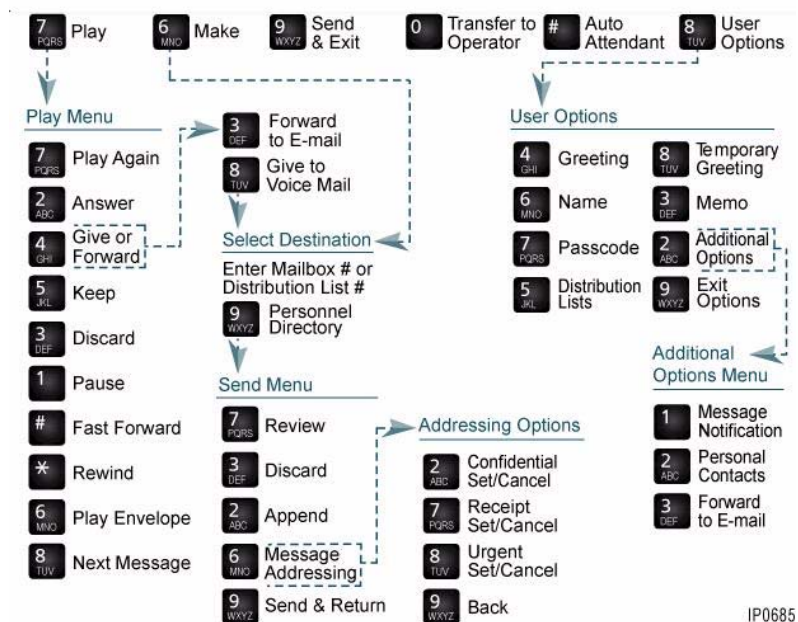 7 PQRS Play
6 MNO Make
9 WXYZ Send
& Exit
0 Transfer to
Operator
# Auto
Attendant
8 TUV User
Options
Play Menu
7 PQRS Play Again
2 ABC Answer
4 GHI Give or
Forward
5 JKL Keep
3 DEF Discard
1 Pause
# Fast Forward
* Rewind
6 MNO Play Envelope
8 TUV Next Message
3 DEF Forward
to E-mail
8 TUV Give to
Voice Mail
Select Destination
Enter Mailbox # or
Distribution List #
9 WXYZ Personnel
Directory
Send Menu
7 PQRS Review
3 DEF Discard
2 ABC Append
6 MNO Message
Addressing
9 WXYZ Send & Return
Addressing Options
2 ABC Confidential
Set/Cancel
7 PQRS Receipt
Set/Cancel
8 TUV Urgent
Set/Cancel
9 WXYZ Back
User Options
4 GHI Greeting
6 MNO Name
7 PQRS Passcode
5 JKL Distribution
Lists
8 TUV Temporary
Greeting
3 DEF Memo
2 ABC Additional
Options
9 WXYZ Exit
Options
Additional
Options Menu
1 Message
Notification
2 ABC Personal
Contacts
3 DEF Forward
to E-mail
IP0685